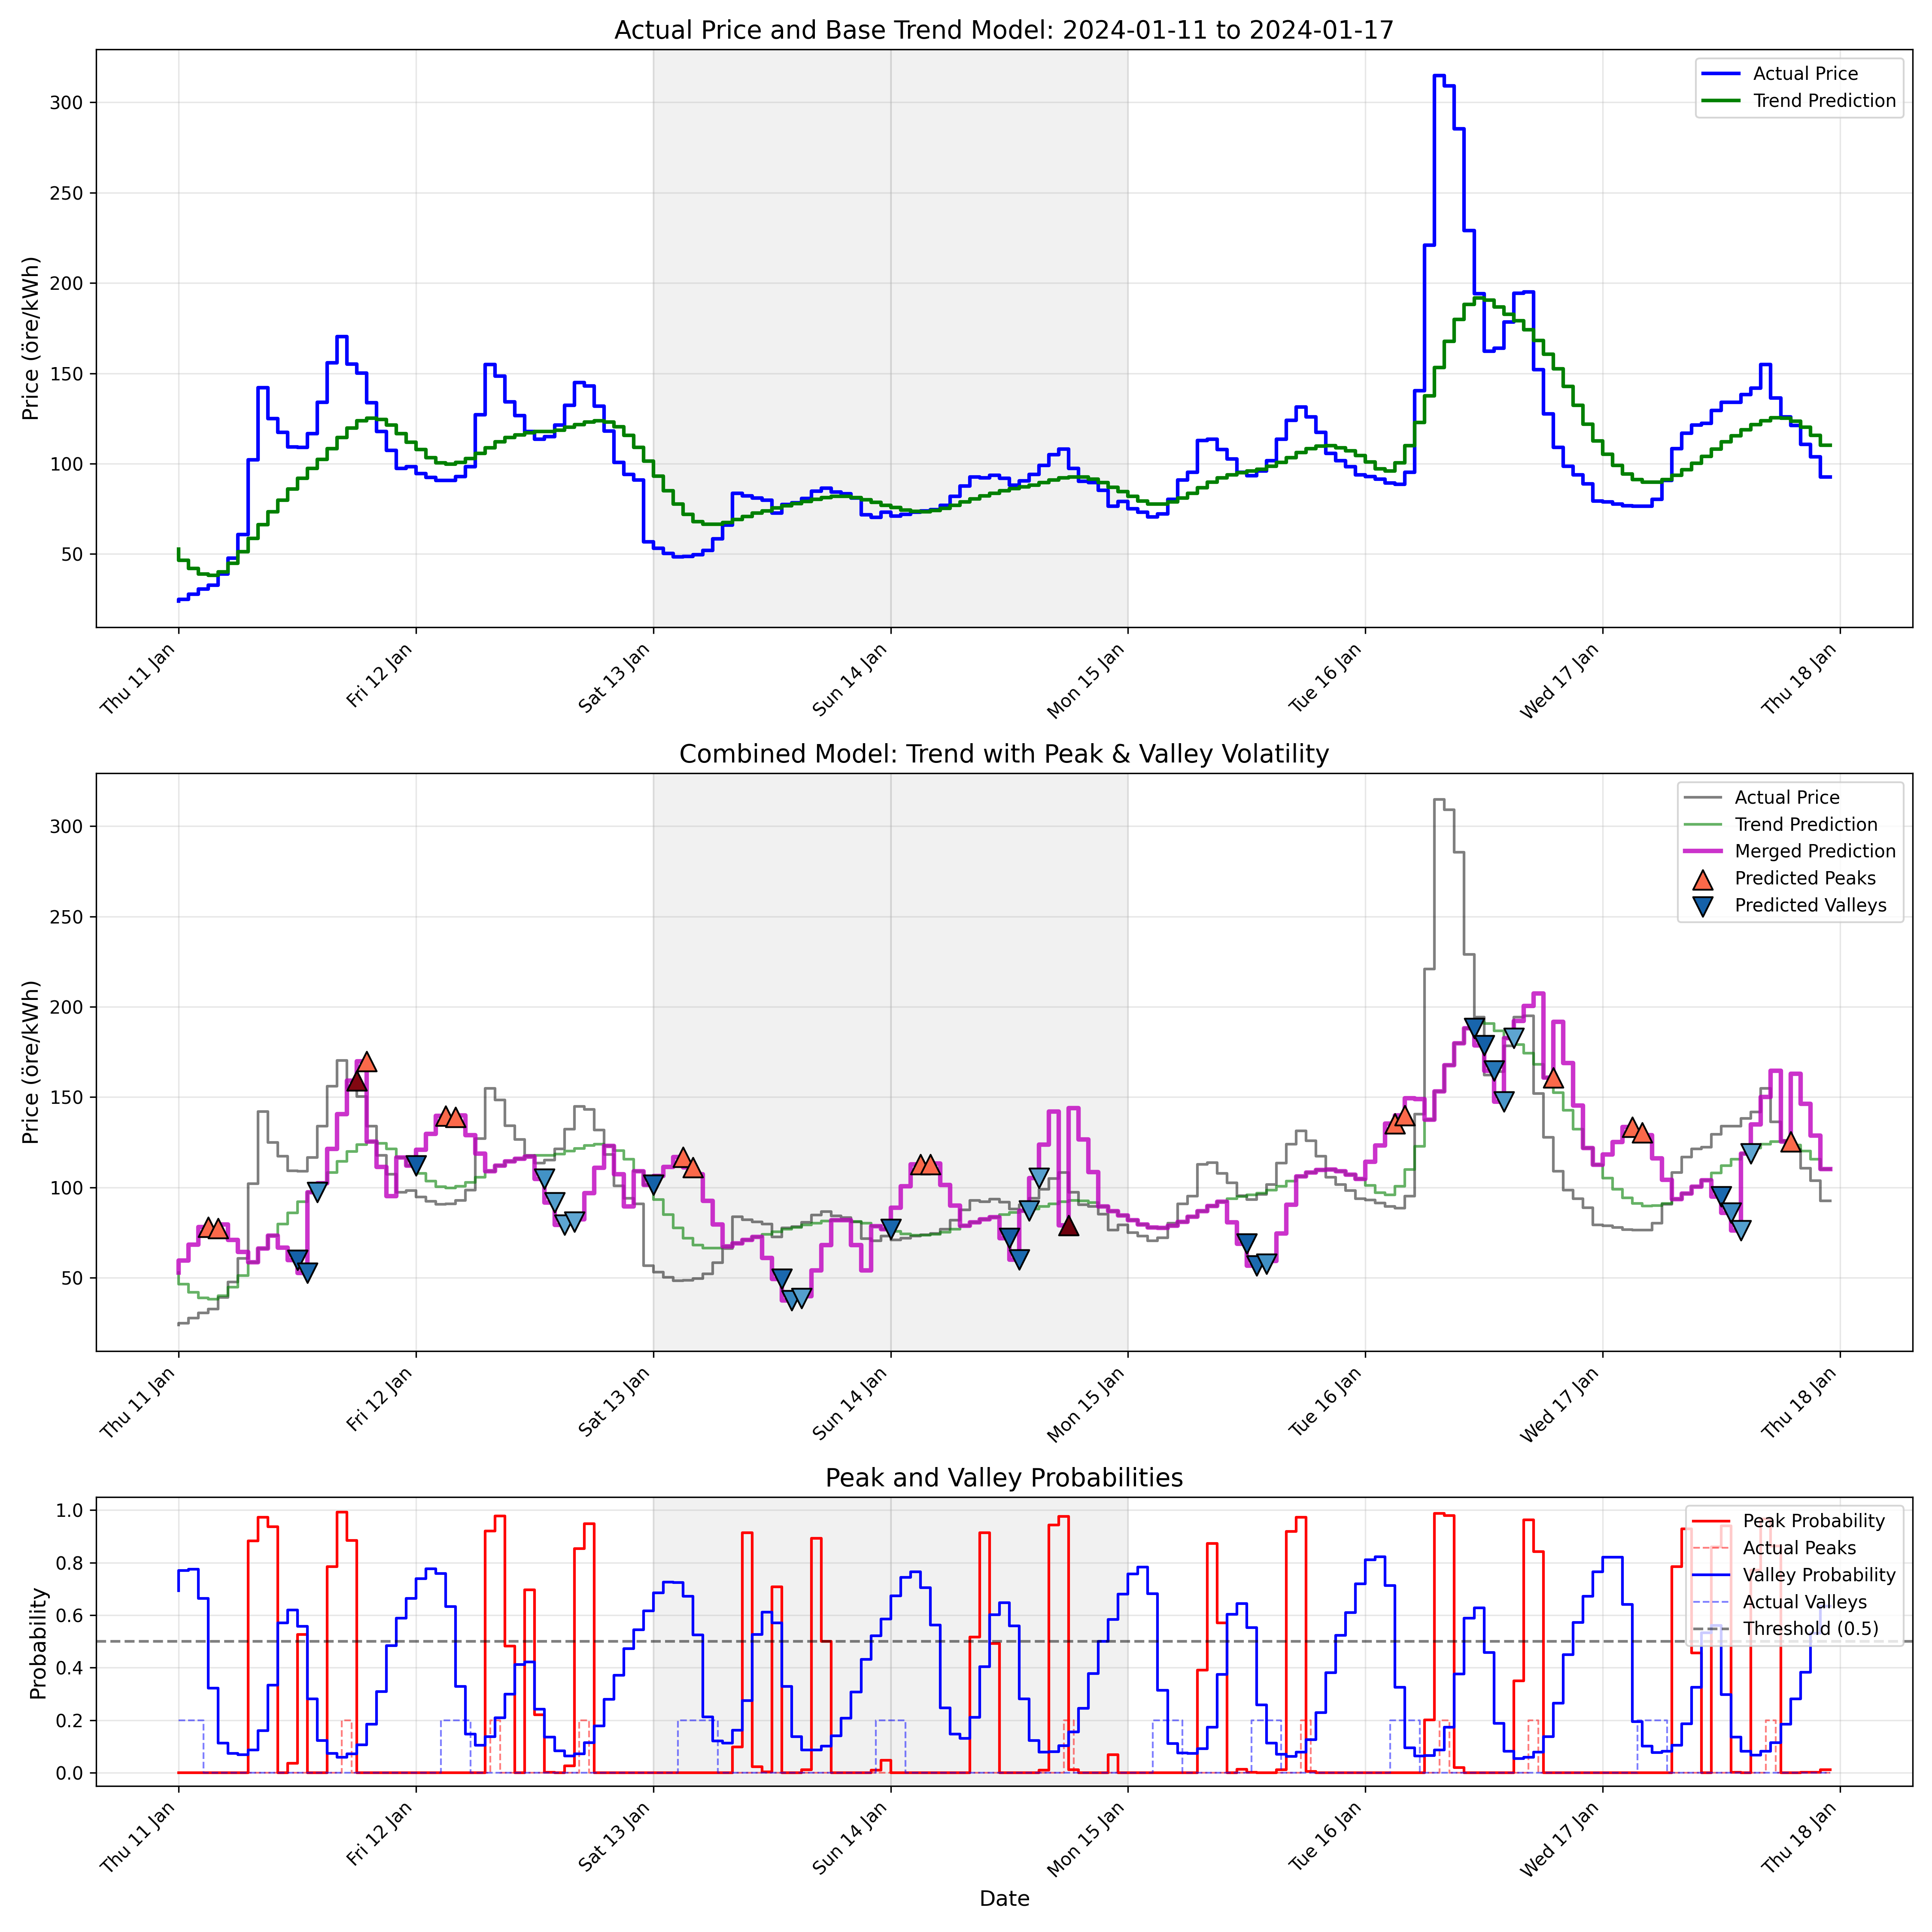 Actual Price and Base Trend Model: 2024-01-11 to 2024-01-17
Price (öre/kWh)
300
250
200
150
100
50
Actual Price
Trend Prediction
Thu 11 Jan
Fri 12 Jan
Sat 13 Jan
Sun 14 Jan
Mon 15 Jan
Tue 16 Jan
Wed 17 Jan
Thu 18 Jan
Combined Model: Trend with Peak & Valley Volatility
Price (öre/kWh)
300
250
200
150
100
50
Actual Price
Trend Prediction
Merged Prediction
Predicted Peaks
Predicted Valleys
Thu 11 Jan
Fri 12 Jan
Sat 13 Jan
Sun 14 Jan
Mon 15 Jan
Tue 16 Jan
Wed 17 Jan
Thu 18 Jan
Peak and Valley Probabilities
Probability
1.0
0.8
0.6
0.4
0.2
0.0
Peak Probability
Actual Peaks
Valley Probability
Actual Valleys
Threshold (0.5)
Thu 11 Jan
Fri 12 Jan
Sat 13 Jan
Sun 14 Jan
Mon 15 Jan
Tue 16 Jan
Wed 17 Jan
Thu 18 Jan
Date